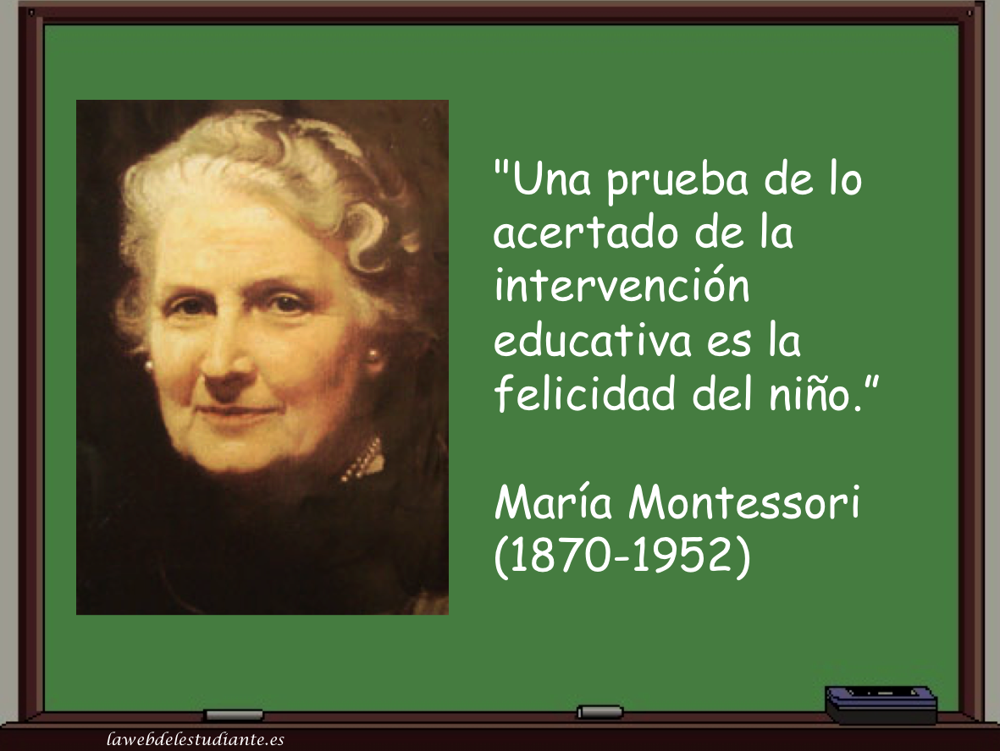 "Una prueba de lo
acertado de la
intervención
educativa es la
felicidad del niño.”
María Montessori
(1870-1952)
lawebdelestudiante.es